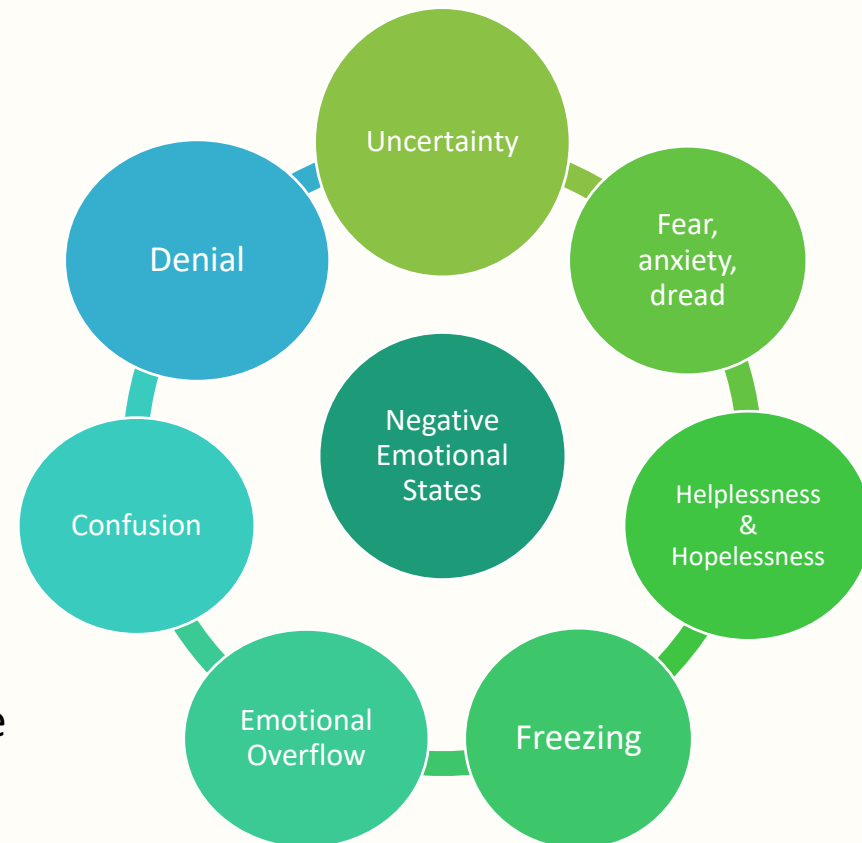 Uncertainty
Fear,
anxiety,
dread
Helplessness
&
Hopelessness
Freezing
Emotional
Overflow
Confusion
Denial
Negative
Emotional
States
e